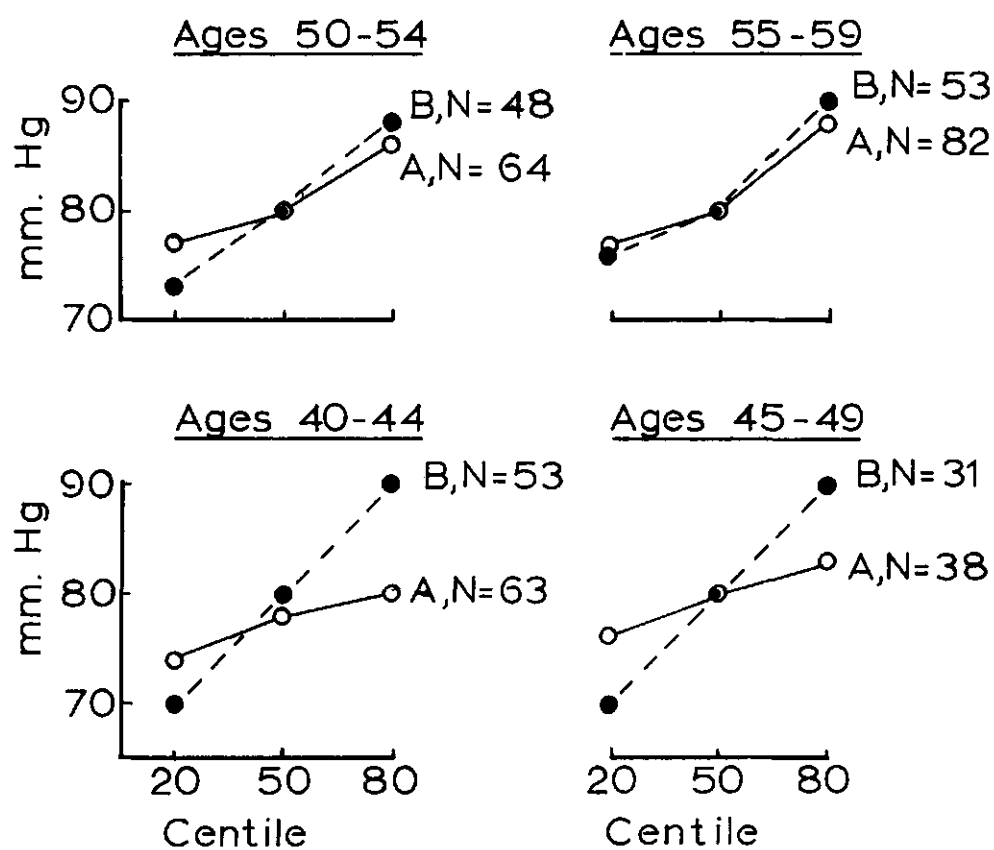 Ages 50-54
Ages 55-59
mm. Hg
90
80
70
B,N=48
A,N=64
B,N=53
A,N=82
Ages 40-44
Ages 45-49
mm. Hg
90
80
70
B,N=53
A,N=63
B,N=31
A,N=38
20 50 80
20 50 80
Centile
Centile